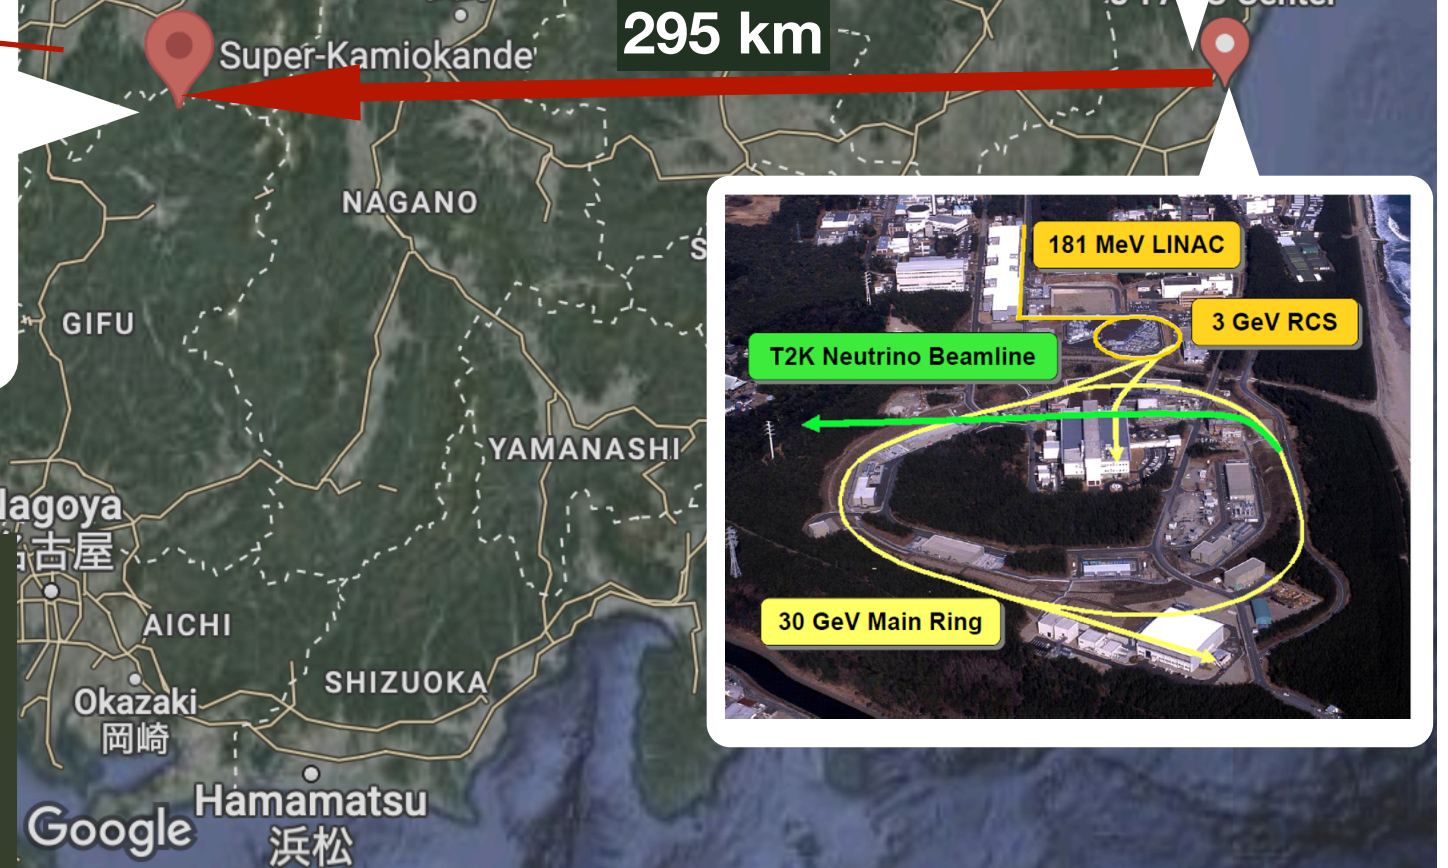 295 km
Super-Kamiokande
NAGANO
181 MeV LINAC
GIFU
3 GeV RCS
T2K Neutrino Beamline
YAMANASHI
agoya
古屋
AICHI
30 GeV Main Ring
SHIZUOKA
Okazaki
岡崎
Hamamatsu
浜松
Google